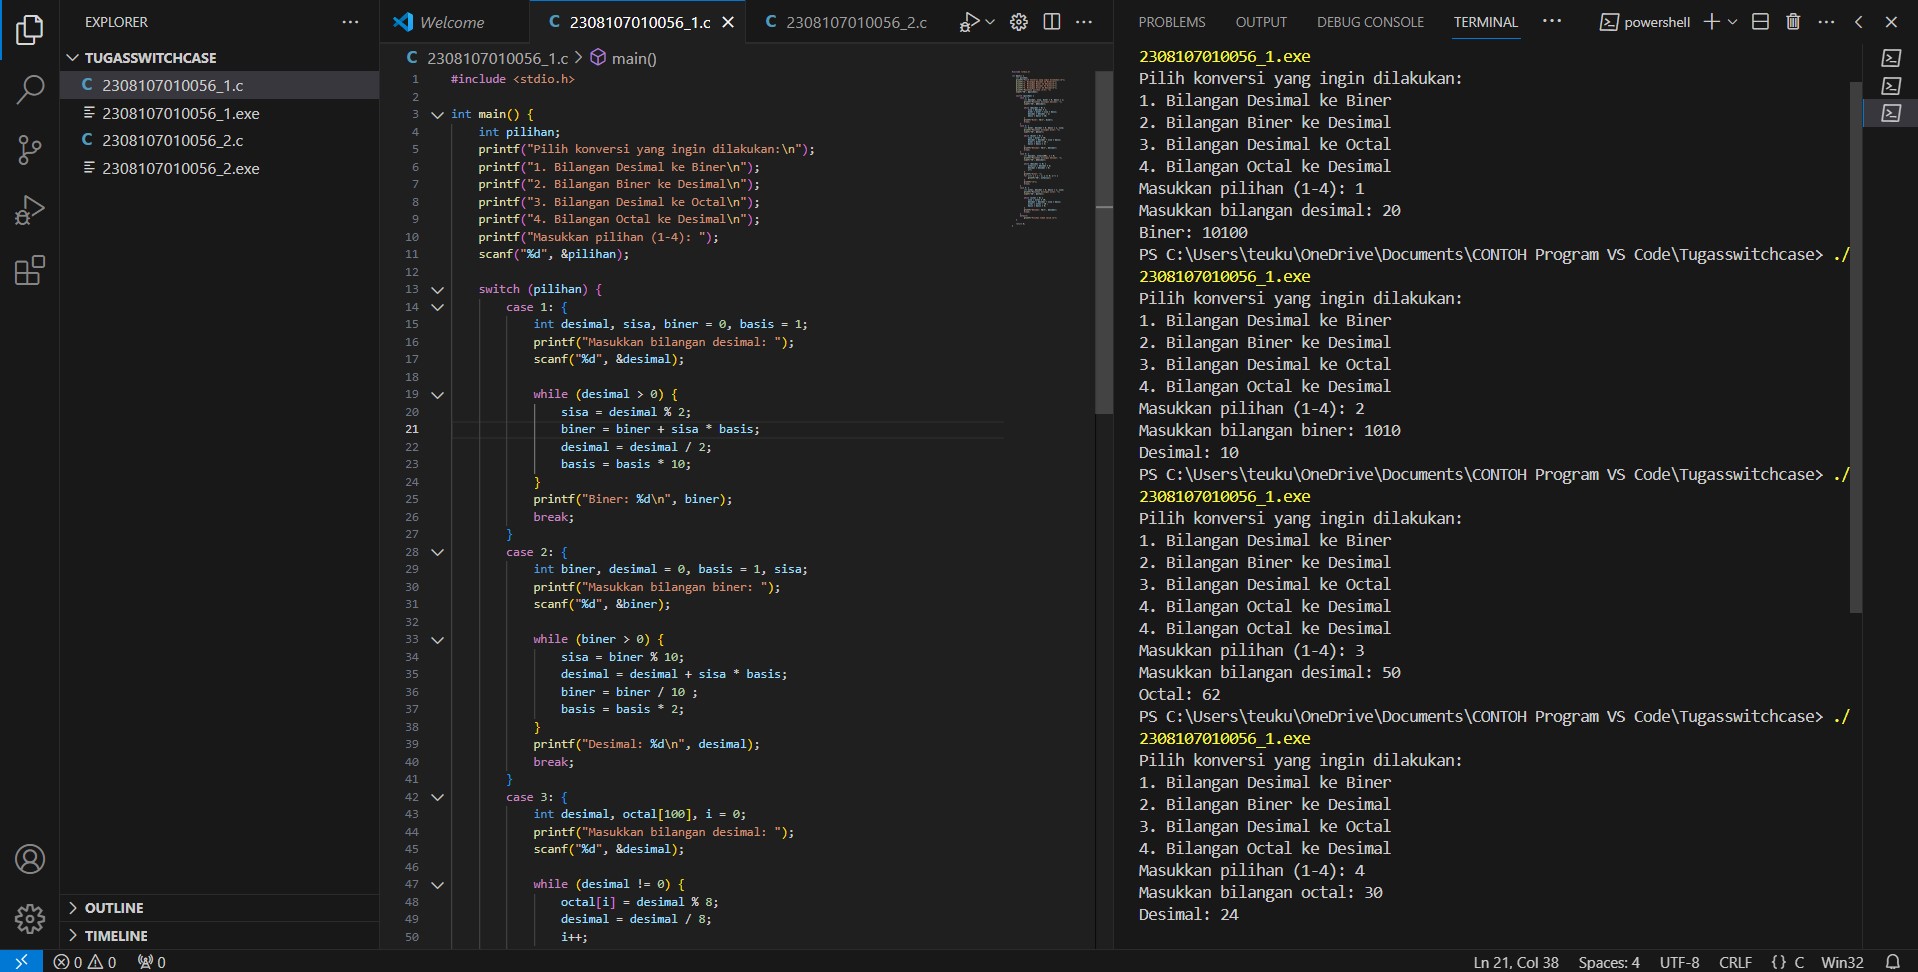 EXPLORER
TUGASSWITCHCASE
C 2308107010056_1.c
2308107010056_1.exe
C 2308107010056_2.c
2308107010056_2.exe
OUTLINE
TIMELINE
Welcome
C 2308107010056_1.c
C 2308107010056_2.c
C 2308107010056_1.c > main()
1 #include <stdio.h>
2
3 int main() {
4 int pilihan;
5 printf("Pilih konversi yang ingin dilakukan:\n");
6 printf("1. Bilangan Desimal ke Biner\n");
7 printf("2. Bilangan Biner ke Desimal\n");
8 printf("3. Bilangan Desimal ke Octal\n");
9 printf("4. Bilangan Octal ke Desimal\n");
10 printf("Masukkan pilihan (1-4): ");
11 scanf("%d", &pilihan);
12
13 switch (pilihan) {
14 case 1: {
15 int desimal, sisa, biner = 0, basis = 1;
16 printf("Masukkan bilangan desimal: ");
17 scanf("%d", &desimal);
18
19 while (desimal > 0) {
20 sisa = desimal % 2;
21 biner = biner + sisa * basis;
22 desimal = desimal / 2;
23 basis = basis * 10;
24 }
25 printf("Biner: %d\n", biner);
26 break;
27 }
28 case 2: {
29 int biner, desimal = 0, basis = 1, sisa;
30 printf("Masukkan bilangan biner: ");
31 scanf("%d", &biner);
32
33 while (biner > 0) {
34 sisa = biner % 10;
35 desimal = desimal + sisa * basis;
36 biner = biner / 10 ;
37 basis = basis * 2;
38 }
39 printf("Desimal: %d\n", desimal);
40 break;
41 }
42 case 3: {
43 int desimal, octal[100], i = 0;
44 printf("Masukkan bilangan desimal: ");
45 scanf("%d", &desimal);
46
47 while (desimal != 0) {
48 octal[i] = desimal % 8;
49 desimal = desimal / 8;
50 i++;
PROBLEMS OUTPUT DEBUG CONSOLE TERMINAL powershell
2308107010056_1.exe
Pilih konversi yang ingin dilakukan:
1. Bilangan Desimal ke Biner
2. Bilangan Biner ke Desimal
3. Bilangan Desimal ke Octal
4. Bilangan Octal ke Desimal
Masukkan pilihan (1-4): 1
Masukkan bilangan desimal: 20
Biner: 10100
PS C:\Users\teuku\OneDrive\Documents\CONTOH Program VS Code\Tugasswitchcase> ./
2308107010056_1.exe
Pilih konversi yang ingin dilakukan:
1. Bilangan Desimal ke Biner
2. Bilangan Biner ke Desimal
3. Bilangan Desimal ke Octal
4. Bilangan Octal ke Desimal
Masukkan pilihan (1-4): 2
Masukkan bilangan biner: 1010
Desimal: 10
PS C:\Users\teuku\OneDrive\Documents\CONTOH Program VS Code\Tugasswitchcase> ./
2308107010056_1.exe
Pilih konversi yang ingin dilakukan:
1. Bilangan Desimal ke Biner
2. Bilangan Biner ke Desimal
3. Bilangan Desimal ke Octal
4. Bilangan Octal ke Desimal
4. Bilangan Octal ke Desimal
Masukkan pilihan (1-4): 3
Masukkan bilangan desimal: 50
Octal: 62
PS C:\Users\teuku\OneDrive\Documents\CONTOH Program VS Code\Tugasswitchcase> ./
2308107010056_1.exe
Pilih konversi yang ingin dilakukan:
1. Bilangan Desimal ke Biner
2. Bilangan Biner ke Desimal
3. Bilangan Desimal ke Octal
4. Bilangan Octal ke Desimal
Masukkan pilihan (1-4): 4
Masukkan bilangan octal: 30
Desimal: 24
0 0 0 Ln 21, Col 38 Spaces: 4 UTF-8 CRLF {} C Win32